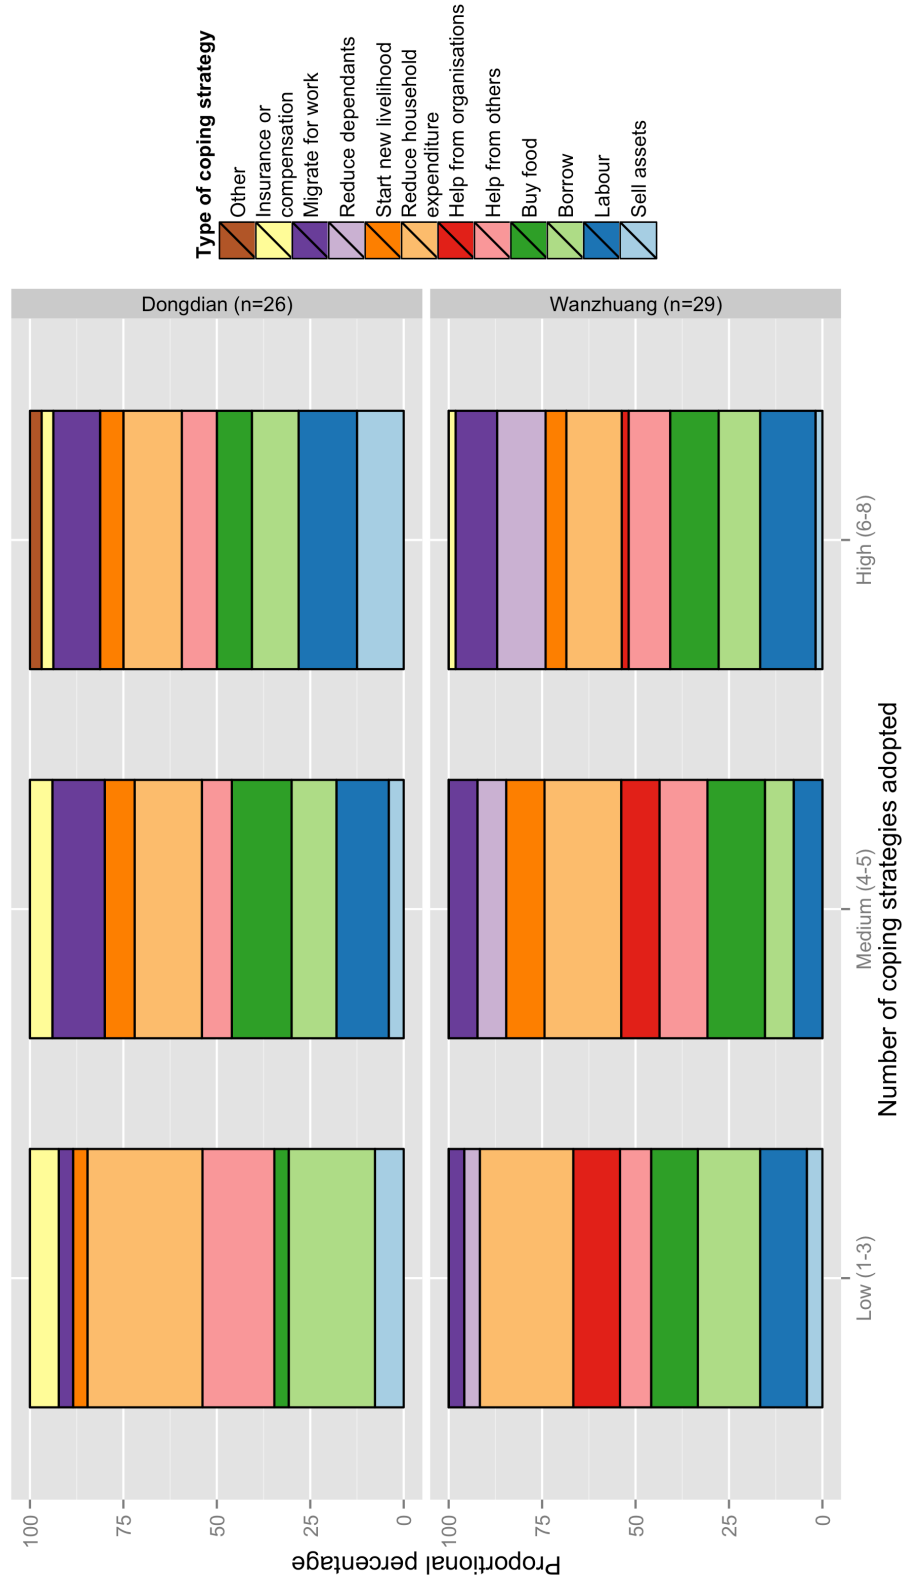 Type of coping strategy
Other
Insurance or
compensation
Migrate for work
Reduce dependants
Start new livelihood
Reduce household
expenditure
Help from organisations
Help from others
Buy food
Borrow
Labour
Sell assets
Dongdian (n=26)
Wanzhuang (n=29)
Proportional percentage
100
75
50
25
0
100
75
50
25
0
Low (1-3)
Medium (4-5)
High (6-8)
Number of coping strategies adopted